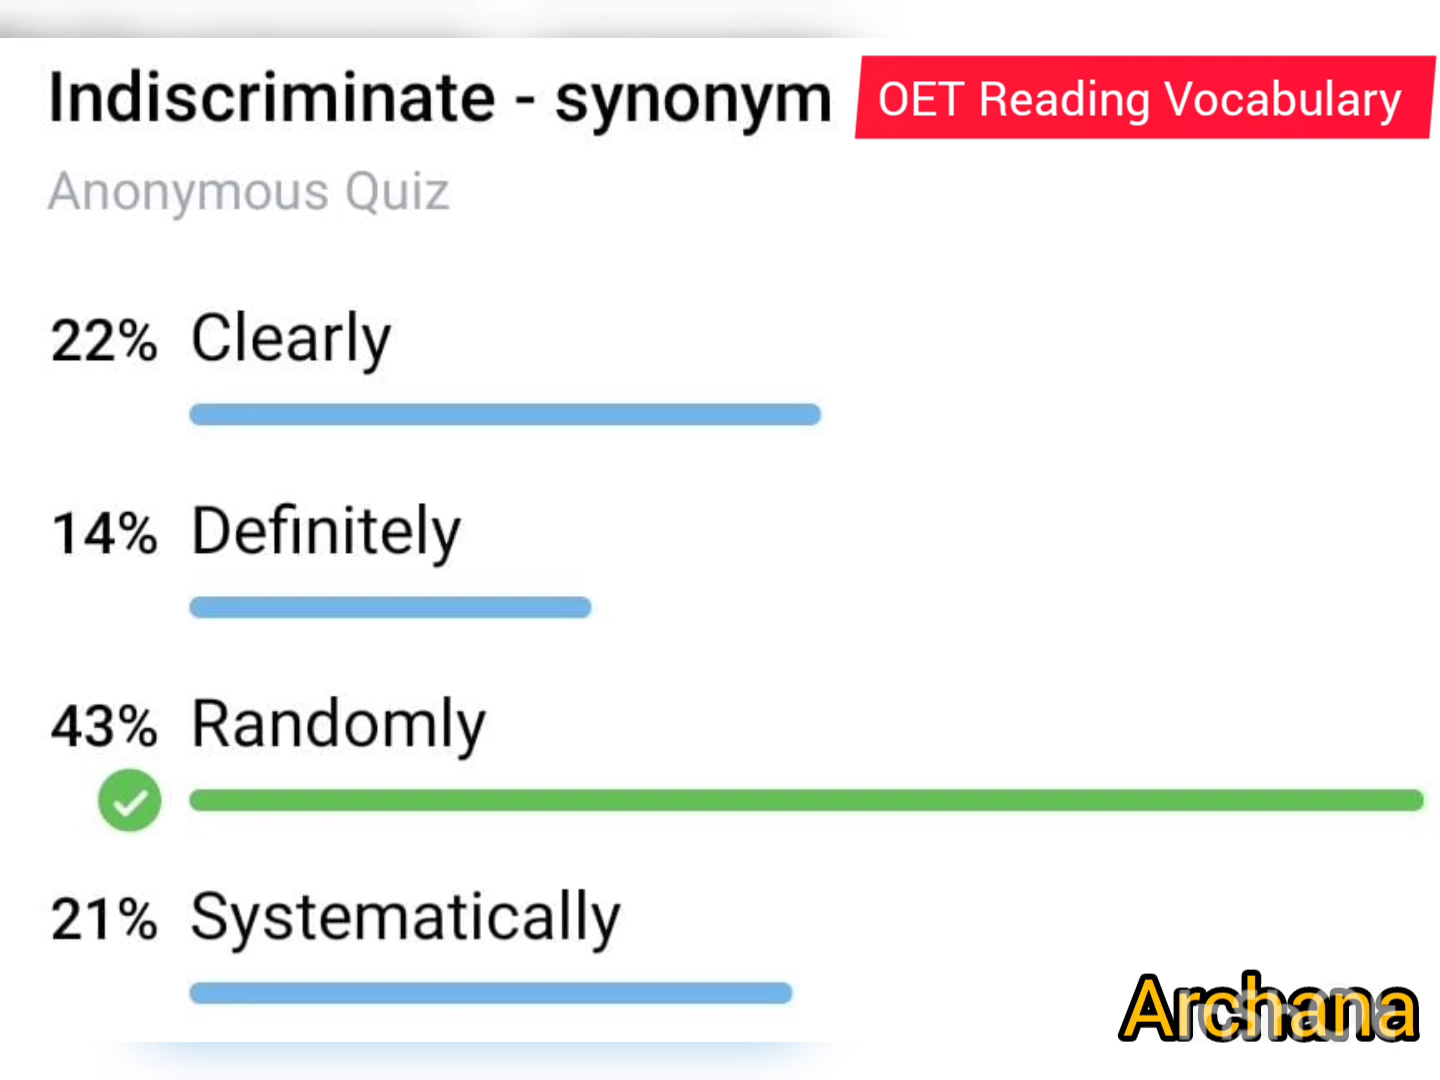 Indiscriminate - synonym
OET Reading Vocabulary
Anonymous Quiz
22% Clearly
14% Definitely
43% Randomly
21% Systematically
Archana